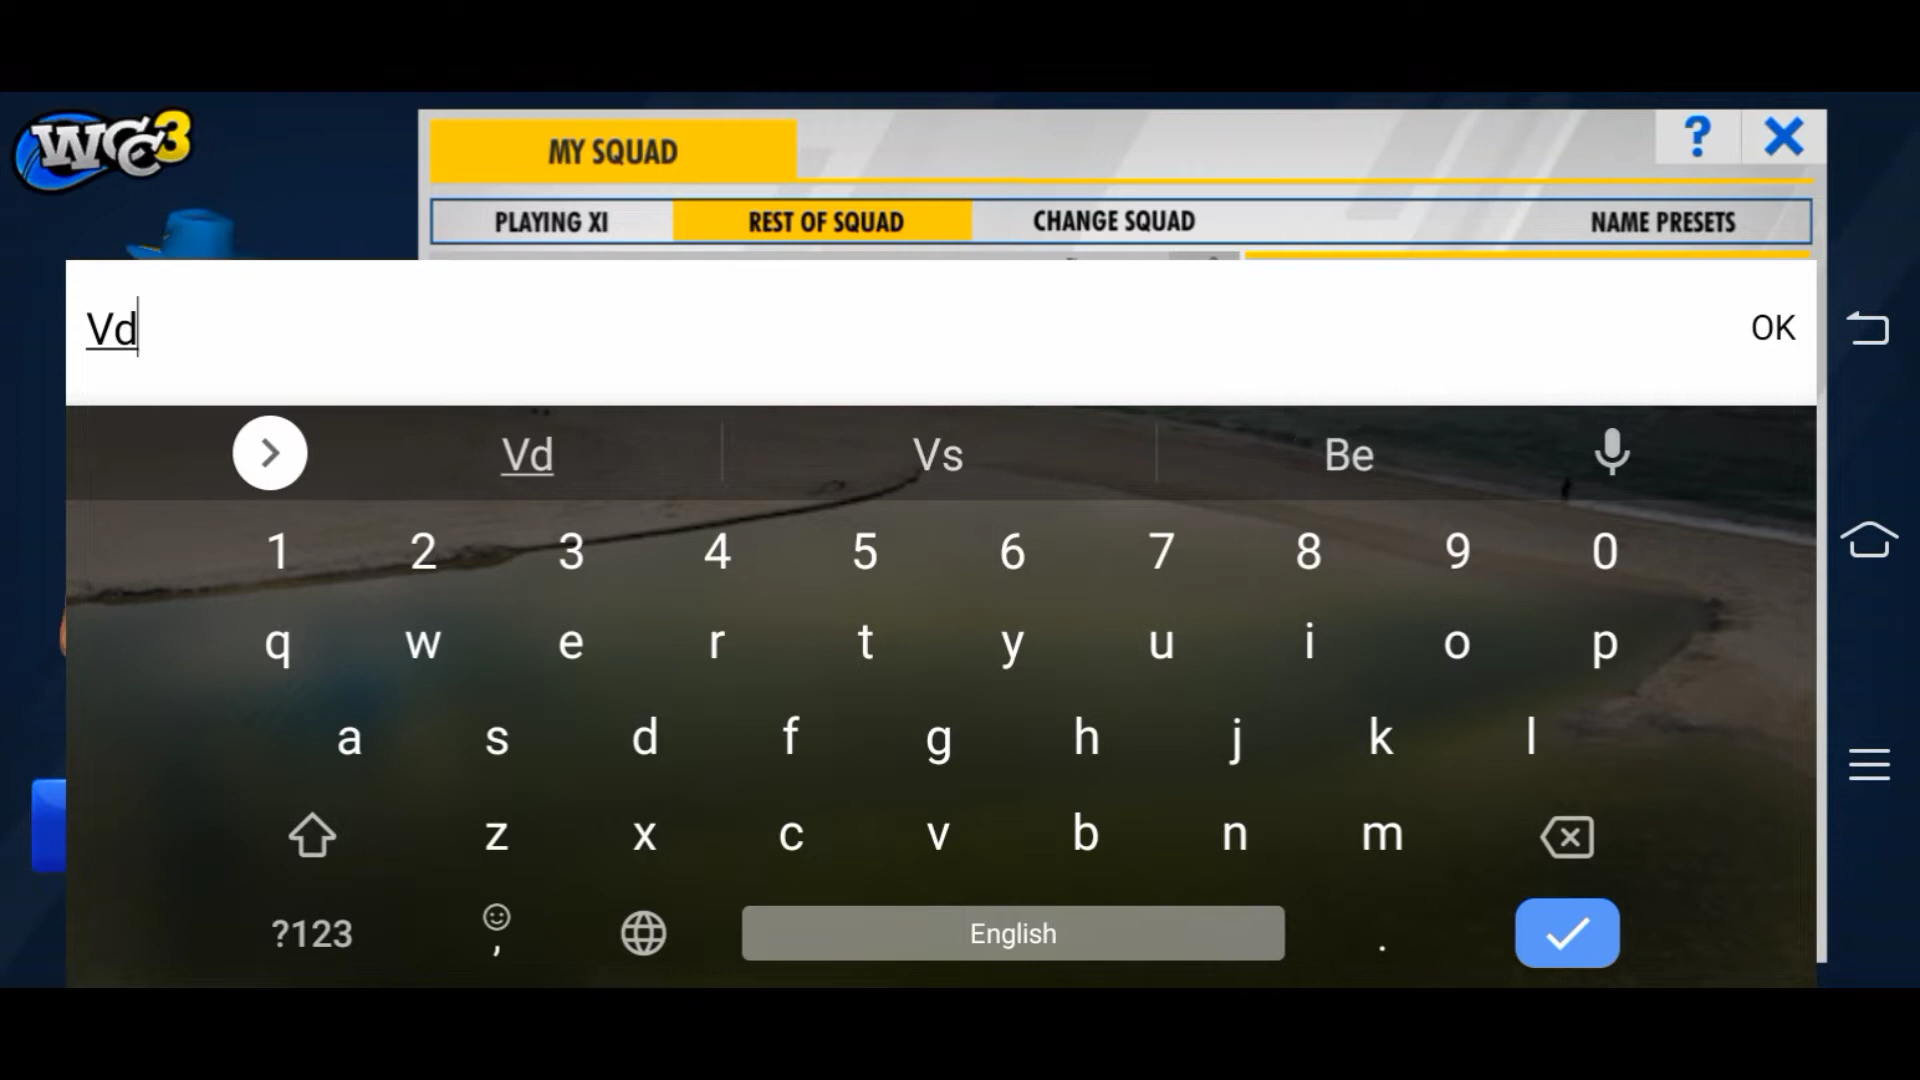 WCC3
MY SQUAD
?
PLAYING XI REST OF SQUAD CHANGE SQUAD NAME PRESETS
Vd OK
Vd Vs Be
1 2 3 4 5 6 7 8 9 0
q w e r t y u i o p
a s d f g h j k l
z x c v b n m
?123 , English .